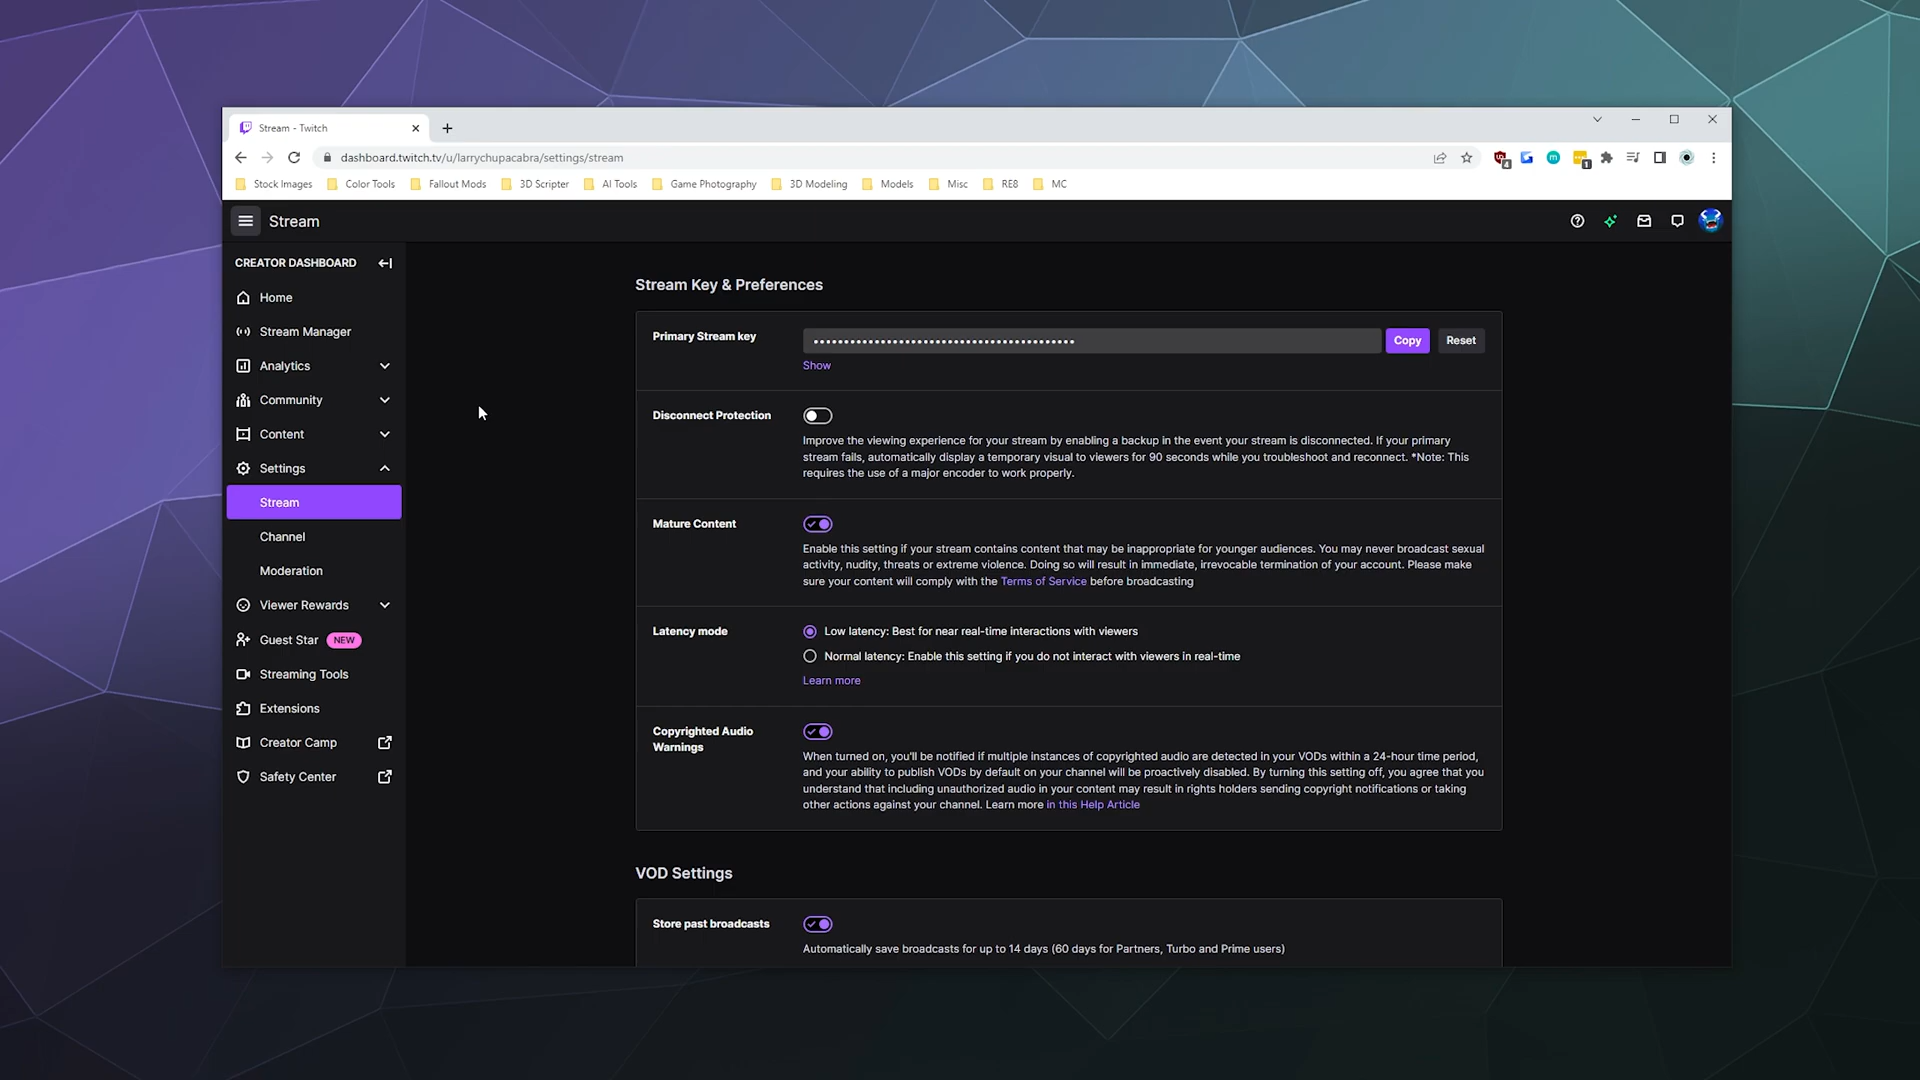 Stream - Twitch
dashboard.twitch.tv/u/larrychupacabra/settings/stream
4
m
1
Stock Images Color Tools Fallout Mods 3D Scripter AI Tools Game Photography 3D Modeling Models Misc RE8 MC
Stream
CREATOR DASHBOARD
Home
Stream Manager
Analytics
Community
Content
Settings
Stream
Channel
Moderation
Viewer Rewards
Guest Star NEW
Streaming Tools
Extensions
Creator Camp
Safety Center
Stream Key & Preferences
Primary Stream key
Copy
Reset
Show
Disconnect Protection
Improve the viewing experience for your stream by enabling a backup in the event your stream is disconnected. If your primary
stream fails, automatically display a temporary visual to viewers for 90 seconds while you troubleshoot and reconnect. *Note: This
requires the use of a major encoder to work properly.
Mature Content
Enable this setting if your stream contains content that may be inappropriate for younger audiences. You may never broadcast sexual
activity, nudity, threats or extreme violence. Doing so will result in immediate, irrevocable termination of your account. Please make
sure your content will comply with the Terms of Service before broadcasting
Latency mode
Low latency: Best for near real-time interactions with viewers
Normal latency: Enable this setting if you do not interact with viewers in real-time
Learn more
Copyrighted Audio
Warnings
When turned on, you'll be notified if multiple instances of copyrighted audio are detected in your VODs within a 24-hour time period,
and your ability to publish VODs by default on your channel will be proactively disabled. By turning this setting off, you agree that you
understand that including unauthorized audio in your content may result in rights holders sending copyright notifications or taking
other actions against your channel. Learn more in this Help Article
VOD Settings
Store past broadcasts
Automatically save broadcasts for up to 14 days (60 days for Partners, Turbo and Prime users)